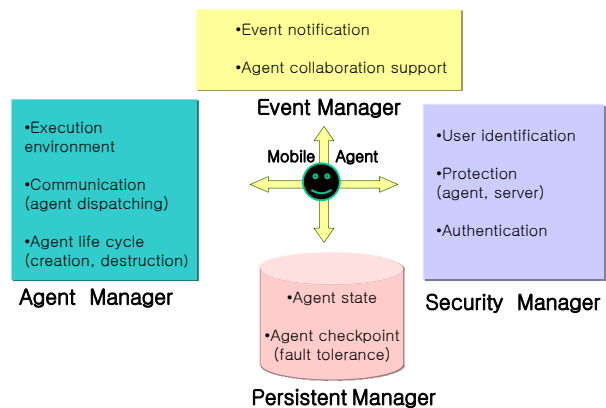 •Event notification
•Agent collaboration support
Event Manager
•Execution
environment
•Communication
(agent dispatching)
•Agent life cycle
(creation, destruction)
Agent Manager
Mobile Agent
•User identification
•Protection
(agent, server)
•Authentication
Security Manager
•Agent state
•Agent checkpoint
(fault tolerance)
Persistent Manager